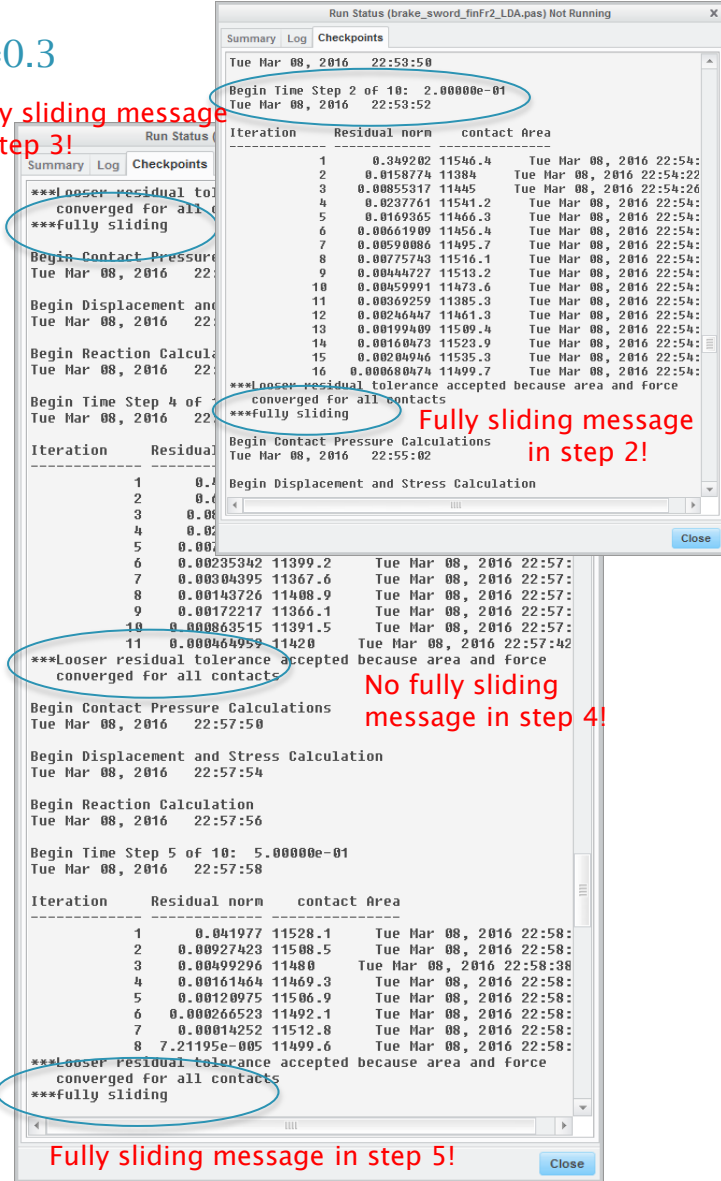 =0.3
y sliding message
tep 3!
Run Status (
Summary Log Checkpoints
***Looser residual tol
converged for all c
***fully sliding
Begin Contact Pressure
Tue Mar 08, 2016 22:
Begin Displacement and
Tue Mar 08, 2016 22:
Begin Reaction Calcula
Tue Mar 08, 2016 22:
Begin Time Step 4 of 1
Tue Mar 08, 2016 22:
Iteration Residual
1 0.
2 0.
3 0.08
4 0.02
5 0.007
6 0.00235342 11399.2 Tue Mar 08, 2016 22:57:
7 0.00304395 11367.6 Tue Mar 08, 2016 22:57:
8 0.00143726 11408.9 Tue Mar 08, 2016 22:57:
9 0.00172217 11366.1 Tue Mar 08, 2016 22:57:
10 0.000863515 11391.5 Tue Mar 08, 2016 22:57:
11 0.000464959 11420 Tue Mar 08, 2016 22:57:42
***Looser residual tolerance accepted because area and force
converged for all contacts
No fully sliding
message in step 4!
Begin Contact Pressure Calculations
Tue Mar 08, 2016 22:57:50
Begin Displacement and Stress Calculation
Tue Mar 08, 2016 22:57:54
Begin Reaction Calculation
Tue Mar 08, 2016 22:57:56
Begin Time Step 5 of 10: 5.00000e-01
Tue Mar 08, 2016 22:57:58
Iteration Residual norm contact Area
1 0.041977 11528.1 Tue Mar 08, 2016 22:58:
2 0.00927423 11508.5 Tue Mar 08, 2016 22:58:
3 0.00499296 11480 Tue Mar 08, 2016 22:58:38
4 0.00161464 11469.3 Tue Mar 08, 2016 22:58:
5 0.00120975 11506.9 Tue Mar 08, 2016 22:58:
6 0.000266523 11492.1 Tue Mar 08, 2016 22:58:
7 0.00014252 11512.8 Tue Mar 08, 2016 22:58:
8 7.21195e-005 11499.6 Tue Mar 08, 2016 22:58:
***Looser residual tolerance accepted because area and force
converged for all contacts
***fully sliding
Fully sliding message in step 5!
Close
Run Status (brake_sword_finFr2_LDA.pas) Not Running x
Summary Log Checkpoints
Tue Mar 08, 2016 22:53:50
Begin Time Step 2 of 10: 2.00000e-01
Tue Mar 08, 2016 22:53:52
Iteration Residual norm contact Area
1 0.349202 11546.4 Tue Mar 08, 2016 22:54:
2 0.0158774 11384 Tue Mar 08, 2016 22:54:22
3 0.00855317 11445 Tue Mar 08, 2016 22:54:26
4 0.0237761 11541.2 Tue Mar 08, 2016 22:54:
5 0.0169365 11466.3 Tue Mar 08, 2016 22:54:
6 0.00661909 11456.4 Tue Mar 08, 2016 22:54:
7 0.00590086 11495.7 Tue Mar 08, 2016 22:54:
8 0.00775743 11516.1 Tue Mar 08, 2016 22:54:
9 0.00444727 11513.2 Tue Mar 08, 2016 22:54:
10 0.00459991 11473.6 Tue Mar 08, 2016 22:54:
11 0.00369259 11385.3 Tue Mar 08, 2016 22:54:
12 0.00246447 11461.3 Tue Mar 08, 2016 22:54:
13 0.00199409 11509.4 Tue Mar 08, 2016 22:54:
14 0.00160473 11523.9 Tue Mar 08, 2016 22:54:
15 0.00204946 11535.3 Tue Mar 08, 2016 22:54:
16 0.000680474 11499.7 Tue Mar 08, 2016 22:54:
***Looser residual tolerance accepted because area and force
converged for all contacts
***fully sliding
Fully sliding message
in step 2!
Begin Contact Pressure Calculations
Tue Mar 08, 2016 22:55:02
Begin Displacement and Stress Calculation
Close